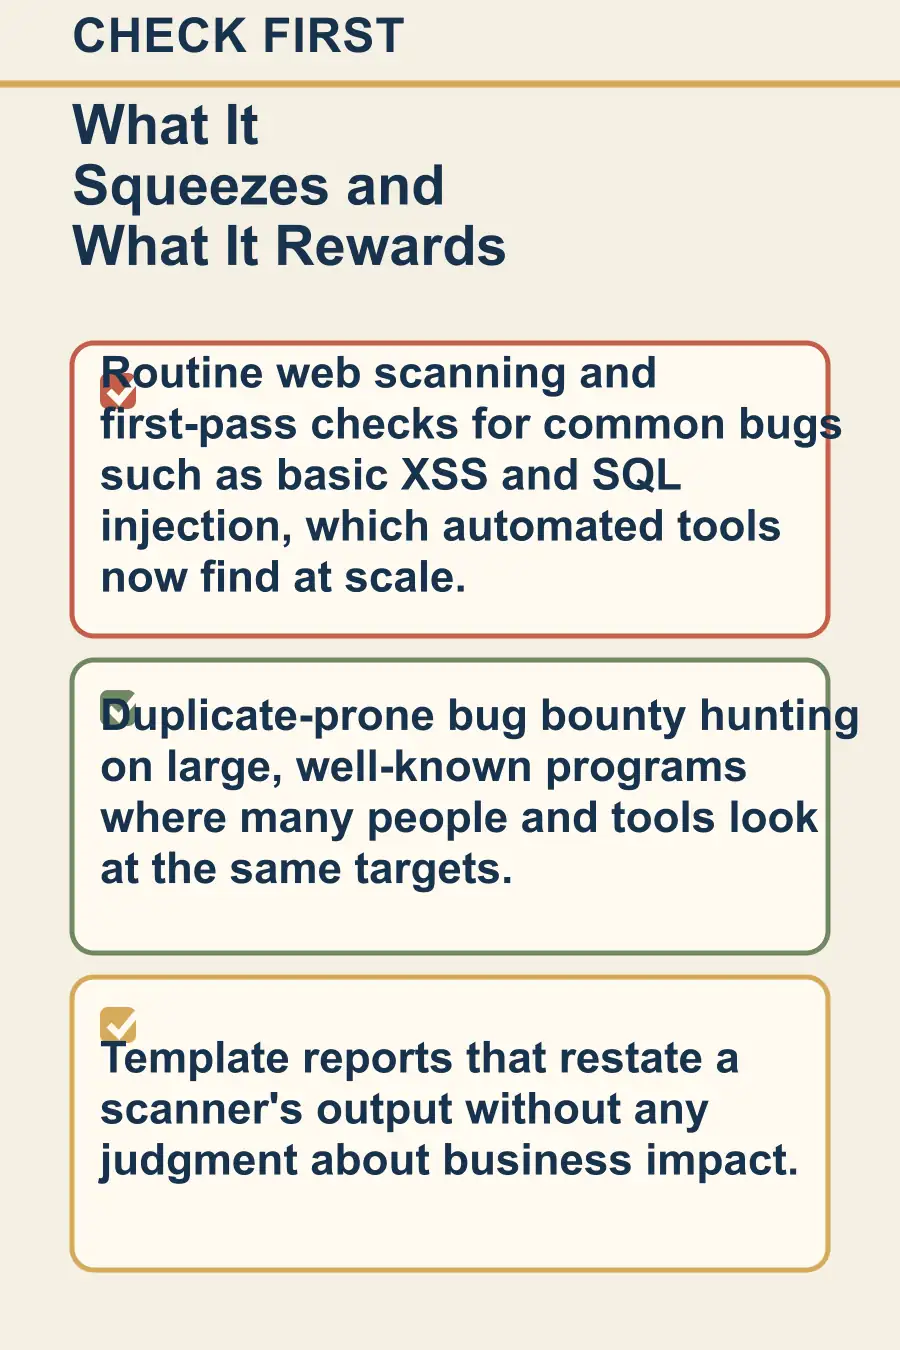 CHECK FIRST
What It
Squeezes and
What It Rewards
Routine web scanning and
first-pass checks for common bugs
such as basic XSS and SQL
injection, which automated tools
now find at scale.
Duplicate-prone bug bounty hunting
on large, well-known programs
where many people and tools look
at the same targets.
Template reports that restate a
scanner's output without any
judgment about business impact.